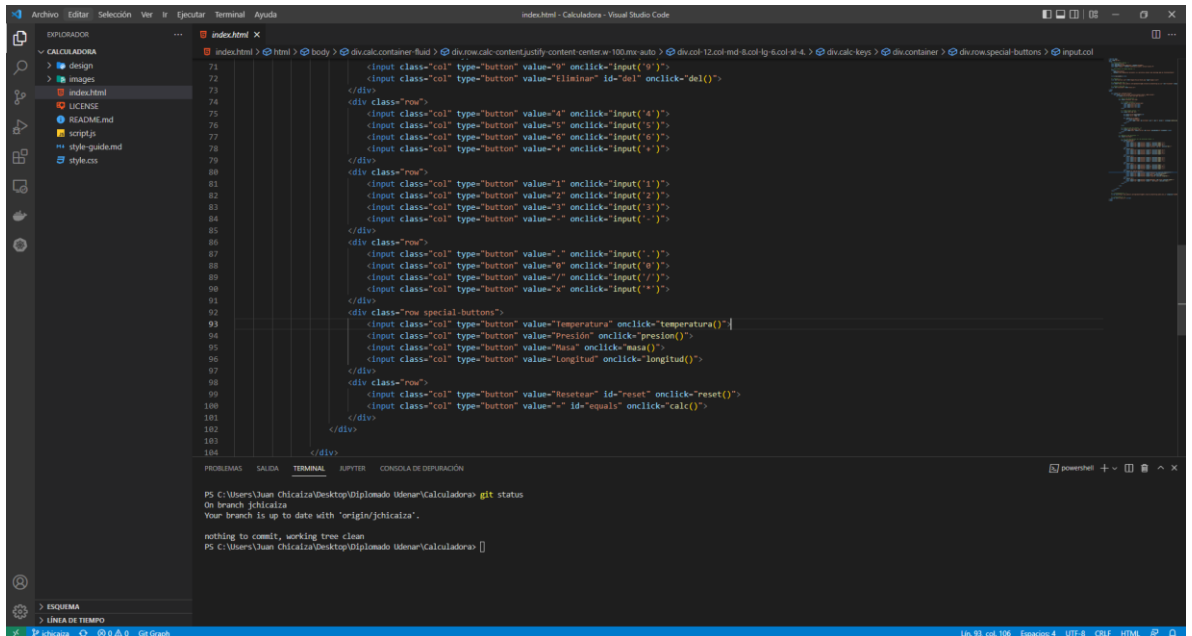 Archivo Editar Selección Ver Ir Ejecutar Terminal Ayuda
index.html - Calculadora - Visual Studio Code
EXPLORADOR
CALCULADORA
design
images
index.html
LICENSE
README.md
script.js
style-guide.md
style.css
ESQUEMA
LÍNEA DE TIEMPO
index.html
index.html > html > body > div.calc.container-fluid > div.row.calc-content.justify-content-center.w-100.mx-auto > div.col-12.col-md-8.col-lg-6.col-xl-4. > div.calc-keys > div.container > div.row.special-buttons > input.col
71 <input class="col" type="button" value="9" onclick="input('9')">
72 <input class="col" type="button" value="Eliminar" id="del" onclick="del()">
73 </div>
74 <div class="row">
75 <input class="col" type="button" value="4" onclick="input('4')">
76 <input class="col" type="button" value="5" onclick="input('5')">
77 <input class="col" type="button" value="6" onclick="input('6')">
78 <input class="col" type="button" value="+" onclick="input('+')">
79 </div>
80 <div class="row">
81 <input class="col" type="button" value="1" onclick="input('1')">
82 <input class="col" type="button" value="2" onclick="input('2')">
83 <input class="col" type="button" value="3" onclick="input('3')">
84 <input class="col" type="button" value="-" onclick="input('-')">
85 </div>
86 <div class="row">
87 <input class="col" type="button" value="." onclick="input('.')">
88 <input class="col" type="button" value="0" onclick="input('0')">
89 <input class="col" type="button" value="/" onclick="input('/')">
90 <input class="col" type="button" value="x" onclick="input('*')">
91 </div>
92 <div class="row special-buttons">
93 <input class="col" type="button" value="Temperatura" onclick="temperatura()">
94 <input class="col" type="button" value="Presión" onclick="presion()">
95 <input class="col" type="button" value="Masa" onclick="masa()">
96 <input class="col" type="button" value="Longitud" onclick="longitud()">
97 </div>
98 <div class="row">
99 <input class="col" type="button" value="Resetear" id="reset" onclick="reset()">
100 <input class="col" type="button" value="=" id="equals" onclick="calc()">
101 </div>
102 </div>
103
104 </div>
PROBLEMAS SALIDA TERMINAL JUPYTER CONSOLA DE DEPURACIÓN
powershell
PS C:\Users\Juan Chicaiza\Desktop\Diplomado Udenar\Calculadora> git status
On branch jchicaiza
Your branch is up to date with 'origin/jchicaiza'.
nothing to commit, working tree clean
PS C:\Users\Juan Chicaiza\Desktop\Diplomado Udenar\Calculadora>
jchicaiza 0 0 0 Git Graph
Lín. 93, col. 106 Espacios: 4 UTF-8 CRLF HTML